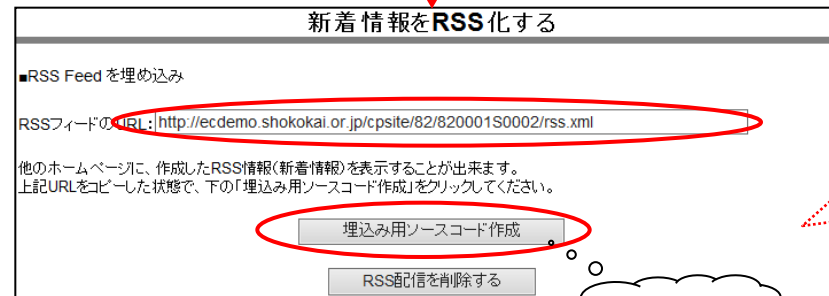 新着情報をRSS化する
■RSS Feed を埋め込み
RSSフィードのURL: http://ecdemo.shokokai.or.jp/cpsite/82/820001S0002/rss.xml
他のホームページに、作成したRSS情報(新着情報)を表示することが出来ます。
上記URLをコピーした状態で、下の「埋込み用ソースコード作成」をクリックしてください。
埋込み用ソースコード作成
RSS配信を削除する